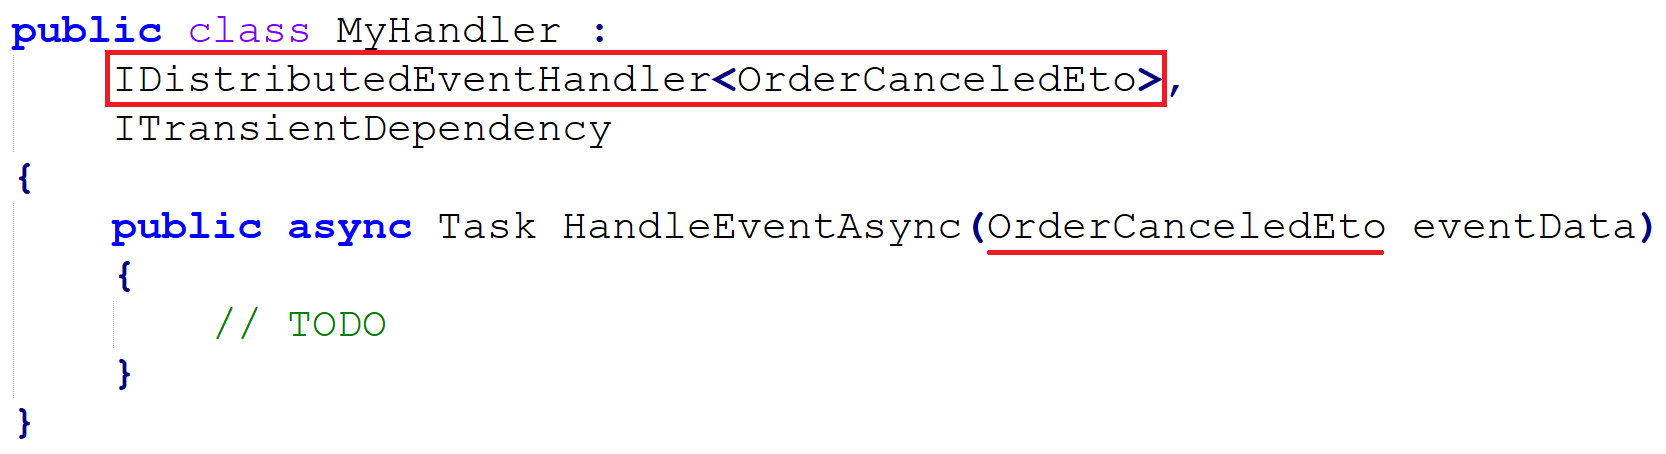 public class MyHandler :
    IDistributedEventHandler<OrderCanceledEto>,
    ITransientDependency
{
    public async Task HandleEventAsync(OrderCanceledEto eventData)
    {
        // TODO
    }
}